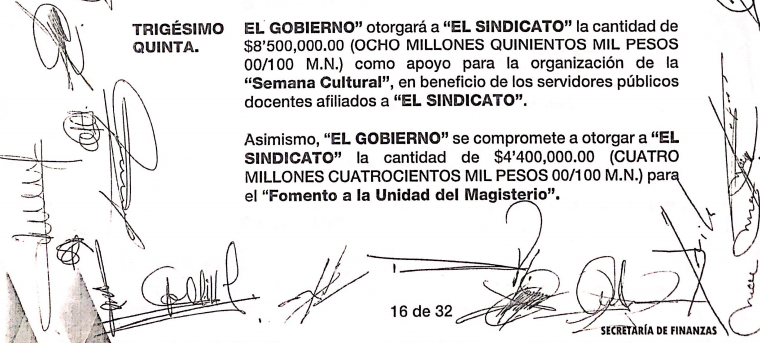 TRIGÉSIMO QUINTA.
EL GOBIERNO" otorgará a "EL SINDICATO" la cantidad de
$8'500,000.00 (OCHO MILLONES QUINIENTOS MIL PESOS
00/100 M.N.) como apoyo para la organización de la
"Semana Cultural", en beneficio de los servidores públicos
docentes afiliados a "EL SINDICATO".
Asimismo, "EL GOBIERNO" se compromete a otorgar a "EL
SINDICATO" la cantidad de $4'400,000.00 (CUATRO
MILLONES CUATROCIENTOS MIL PESOS 00/100 M.N.) para
el "Fomento a la Unidad del Magisterio".
16 de 32
SECRETARÍA DE FINANZAS